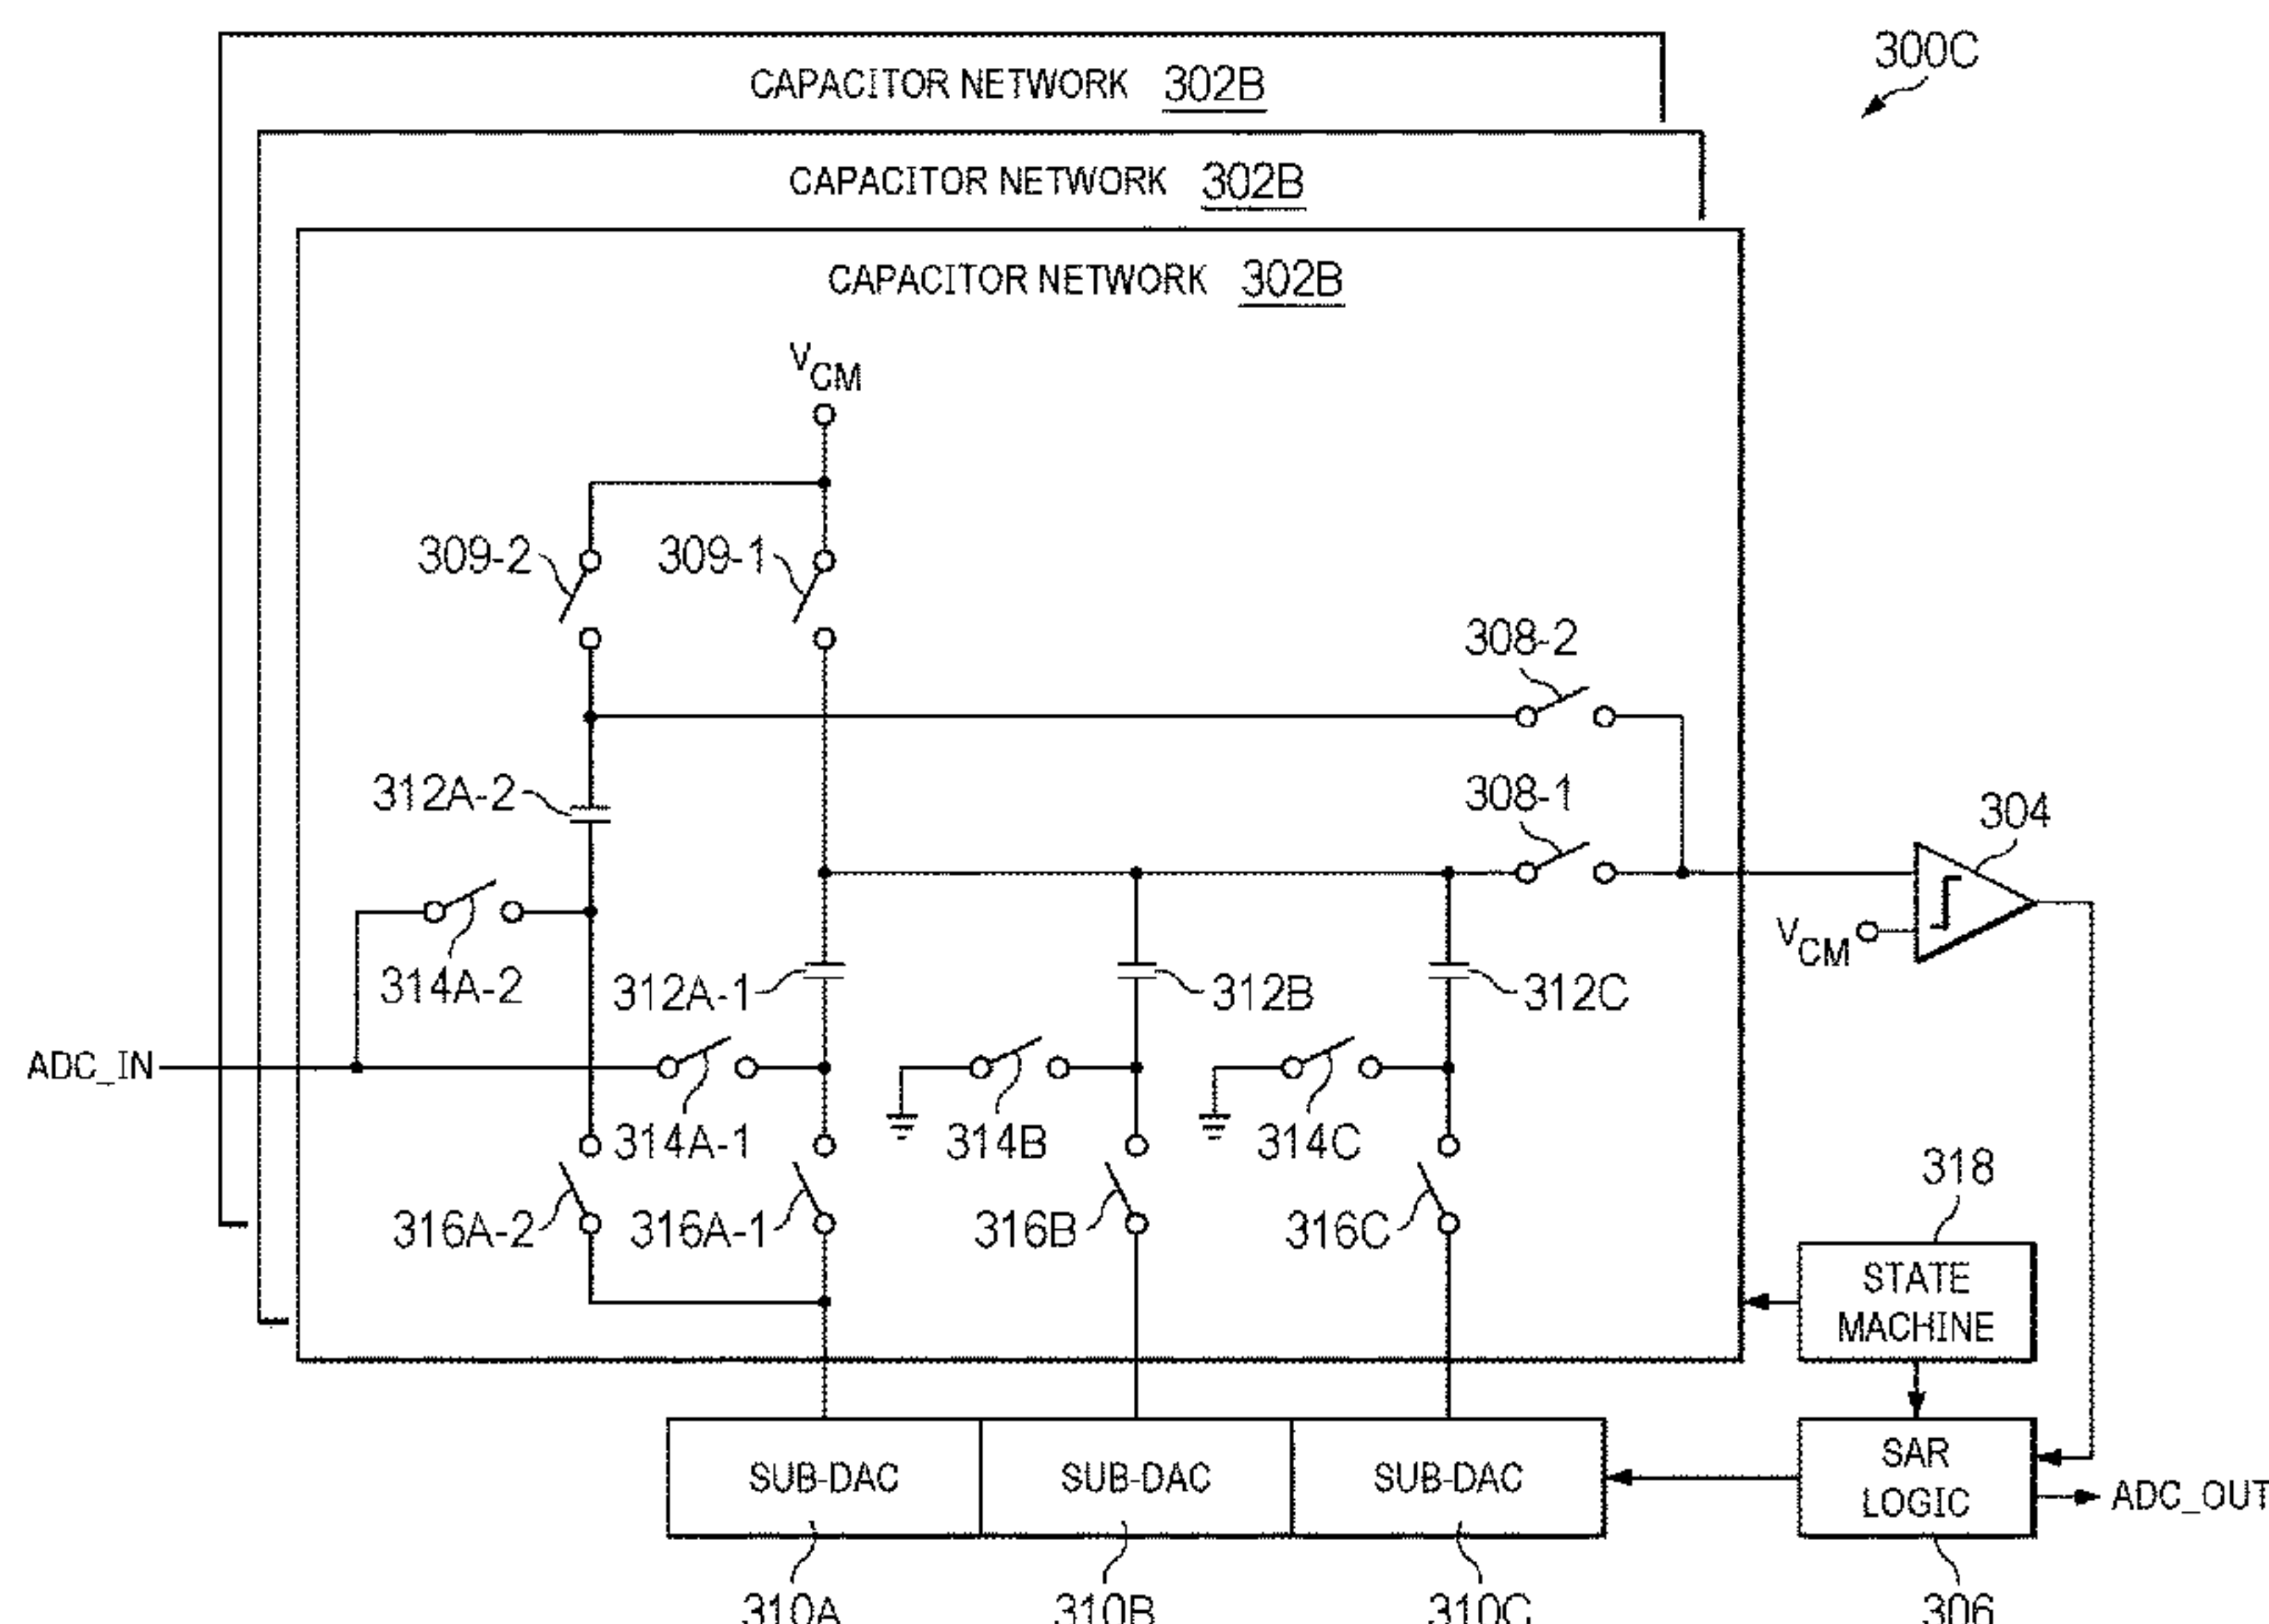 300C
CAPACITOR NETWORK 302B
CAPACITOR NETWORK 302B
CAPACITOR NETWORK 302B
VCM
309-2
309-1
308-2
312A-2
308-1
304
VCM
314A-2
312A-1
312B
312C
ADC_IN
314A-1
314B
314C
318
316A-2
316A-1
316B
316C
STATE
MACHINE
SUB-DAC
SUB-DAC
SUB-DAC
SAR
LOGIC
ADC_OUT
310A
310B
310C
306